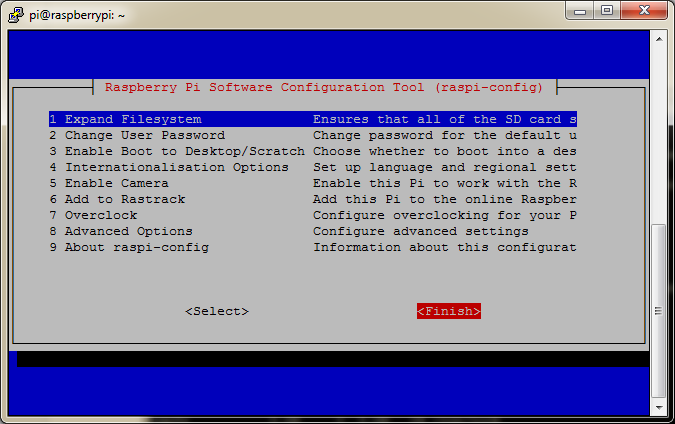 pi@raspberrypi: ~
Raspberry Pi Software Configuration Tool (raspi-config)
1 Expand Filesystem Ensures that all of the SD card s
2 Change User Password Change password for the default u
3 Enable Boot to Desktop/Scratch Choose whether to boot into a des
4 Internationalisation Options Set up language and regional sett
5 Enable Camera Enable this Pi to work with the R
6 Add to Rastrack Add this Pi to the online Raspber
7 Overclock Configure overclocking for your P
8 Advanced Options Configure advanced settings
9 About raspi-config Information about this configurat
<Select> <Finish>